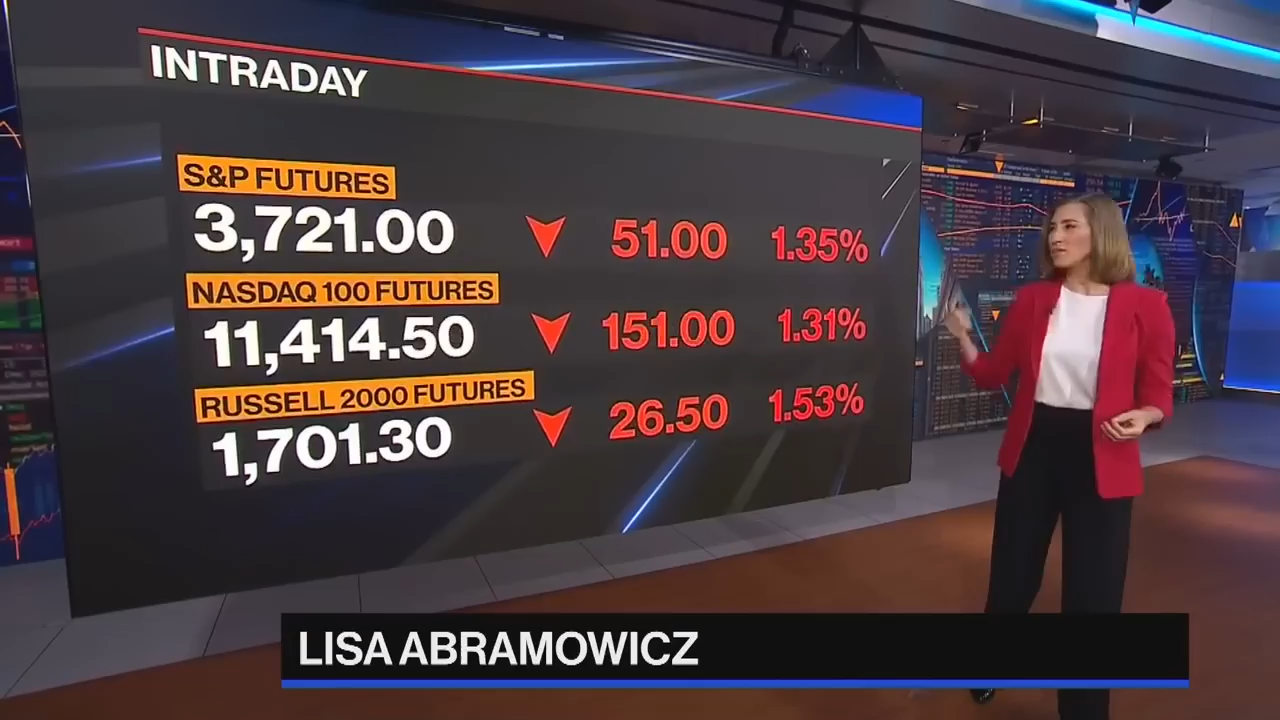 INTRADAY
S&P FUTURES
3,721.00 51.00 1.35%
NASDAQ 100 FUTURES
11,414.50 151.00 1.31%
RUSSELL 2000 FUTURES
1,701.30 26.50 1.53%
LISA ABRAMOWICZ